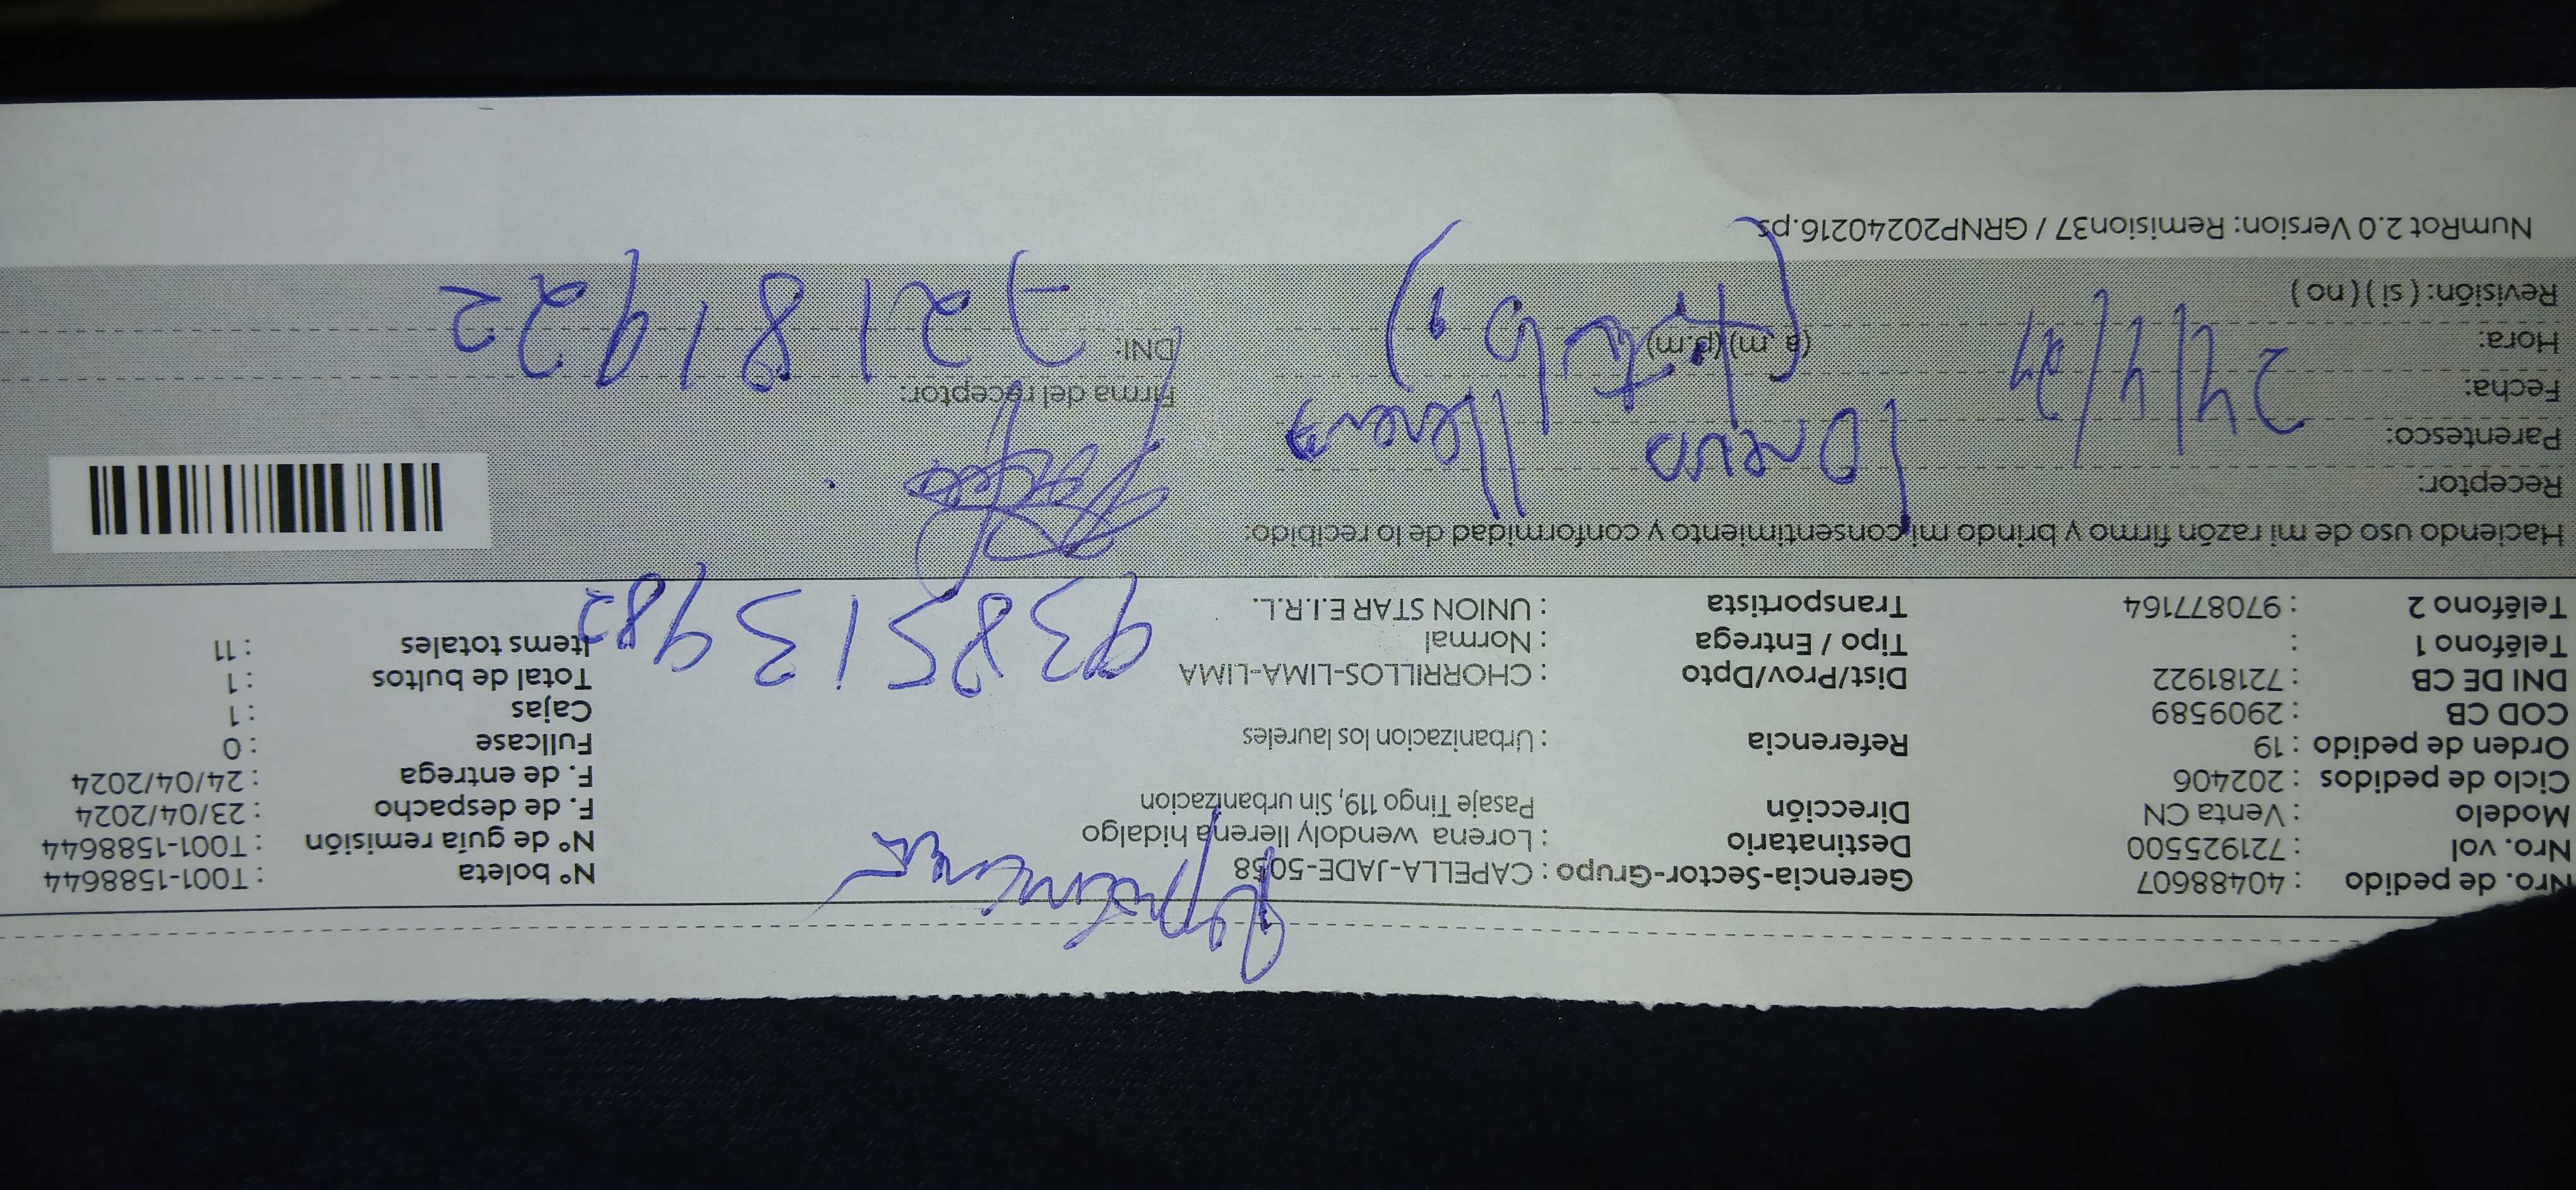 Nro. de pedido : 40488607
Nro. vol : 721925500
Modelo : Venta CN
Ciclo de pedidos : 202406
Orden de pedido : 19
COD CB : 2909589
DNI DE CB : 72181922
Teléfono 1 :
Teléfono 2 : 970877164
Gerencia-Sector-Grupo : CAPELLA-JADE-5058
Destinatario : Lorena wendoly llerena hidalgo
Dirección Pasaje Tingo 119, Sin urbanizacion
Referencia : Urbanizacion los laureles
Dist/Prov/Dpto : CHORRILLOS-LIMA-LIMA
Tipo / Entrega : Normal
Transportista : UNION STAR E.I.R.L.
N° boleta : T001-1588644
N° de guía remisión : T001-1588644
F. de despacho : 23/04/2024
F. de entrega : 24/04/2024
Fullcase : 0
Cajas : 1
Total de bultos : 1
Items totales : 11
938513982
Haciendo uso de mi razón firmo y brindo mi consentimiento y conformidad de lo recibido:
Receptor:
Parentesco:
Lorena llerena
Fecha: 24/4/24
Hora: (a, m) (p.m)
Revisión: ( si ) ( no )
(titular)
Firma del receptor:
DNI: 72181922
NumRot 2.0 Version: Remision37 / GRNP20240216.ps